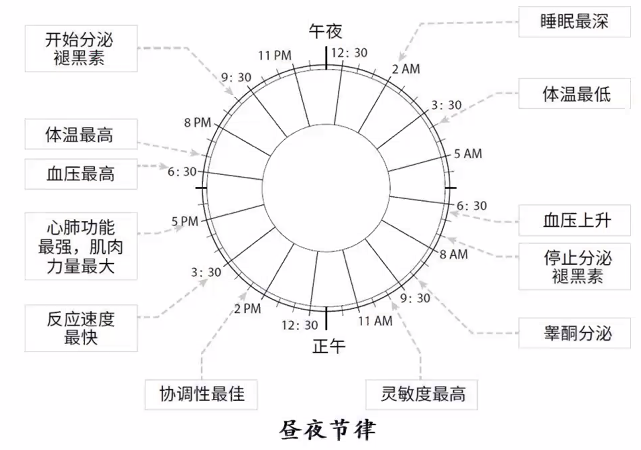 午夜
12: 30
2 AM
3: 30
5 AM
6: 30
8 AM
9: 30
11 AM
12: 30
正午
2 PM
3: 30
5 PM
6: 30
8 PM
9: 30
11 PM
睡眠最深
体温最低
血压上升
停止分泌
褪黑素
睾酮分泌
灵敏度最高
协调性最佳
反应速度
最快
心肺功能
最强，肌肉
力量最大
血压最高
体温最高
开始分泌
褪黑素
昼夜节律